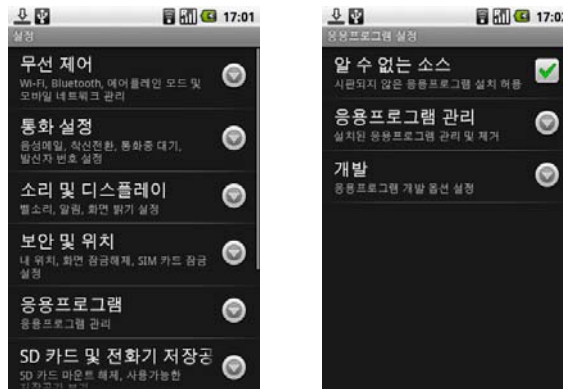 17:01
설정
무선 제어
Wi-Fi, Bluetooth, 에어플레인 모드 및
모바일 네트워크 관리
통화 설정
음성메일, 착신전환, 통화중 대기,
발신자 번호 설정
소리 및 디스플레이
벨소리, 알림, 화면 밝기 설정
보안 및 위치
내 위치, 화면 잠금해제, SIM 카드 잠금
설정
응용프로그램
응용프로그램 관리
SD 카드 및 전화기 저장공
SD 카드 마운트 해제, 사용가능한
17:02
응용프로그램 설정
알 수 없는 소스
시판되지 않은 응용프로그램 설치 허용
응용프로그램 관리
설치된 응용프로그램 관리 및 제거
개발
응용프로그램 개발 옵션 설정